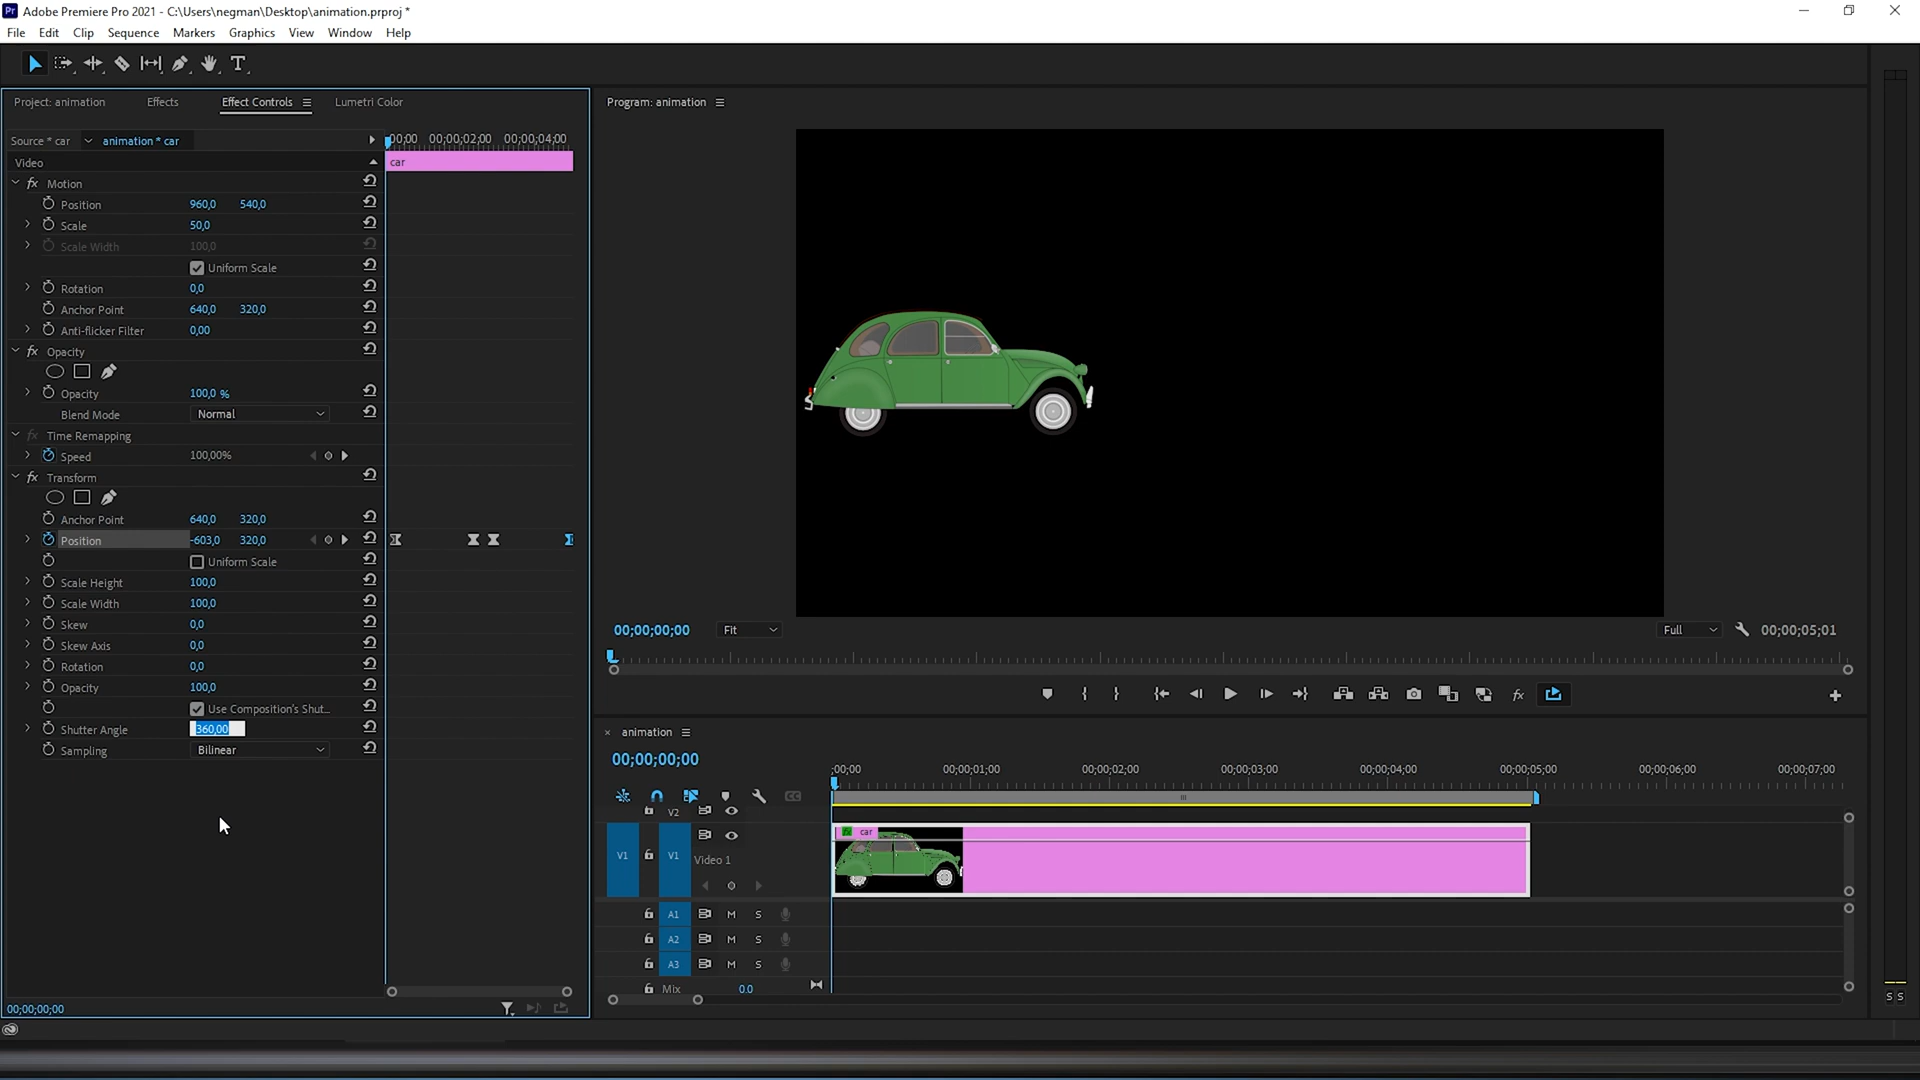 Pr Adobe Premiere Pro 2021 - C:\Users\negman\Desktop\animation.prproj *
File Edit Clip Sequence Markers Graphics View Window Help
Project: animation Effects Effect Controls Lumetri Color
Program: animation
Source * car animation * car
00;00 00;00;02;00 00;00;04;00
Video
car
fx Motion
Position 960,0 540,0
Scale 50,0
Scale Width 100,0
Uniform Scale
Rotation 0,0
Anchor Point 640,0 320,0
Anti-flicker Filter 0,00
fx Opacity
Opacity 100,0 %
Blend Mode Normal
fx Time Remapping
Speed 100,00%
fx Transform
Anchor Point 640,0 320,0
Position -603,0 320,0
Uniform Scale
Scale Height 100,0
Scale Width 100,0
Skew 0,0
Skew Axis 0,0
Rotation 0,0
Opacity 100,0
Use Composition's Shut...
Shutter Angle 360,00
Sampling Bilinear
00;00;00;00
00;00;00;00 Fit Full 00;00;05;01
fx
× animation
00;00;00;00
;00;00 00;00;01;00 00;00;02;00 00;00;03;00 00;00;04;00 00;00;05;00 00;00;06;00 00;00;07;00
CC
V2
V1 V1 Video 1
fx car
A1 M S
A2 M S
A3 M S
Mix 0.0
S S